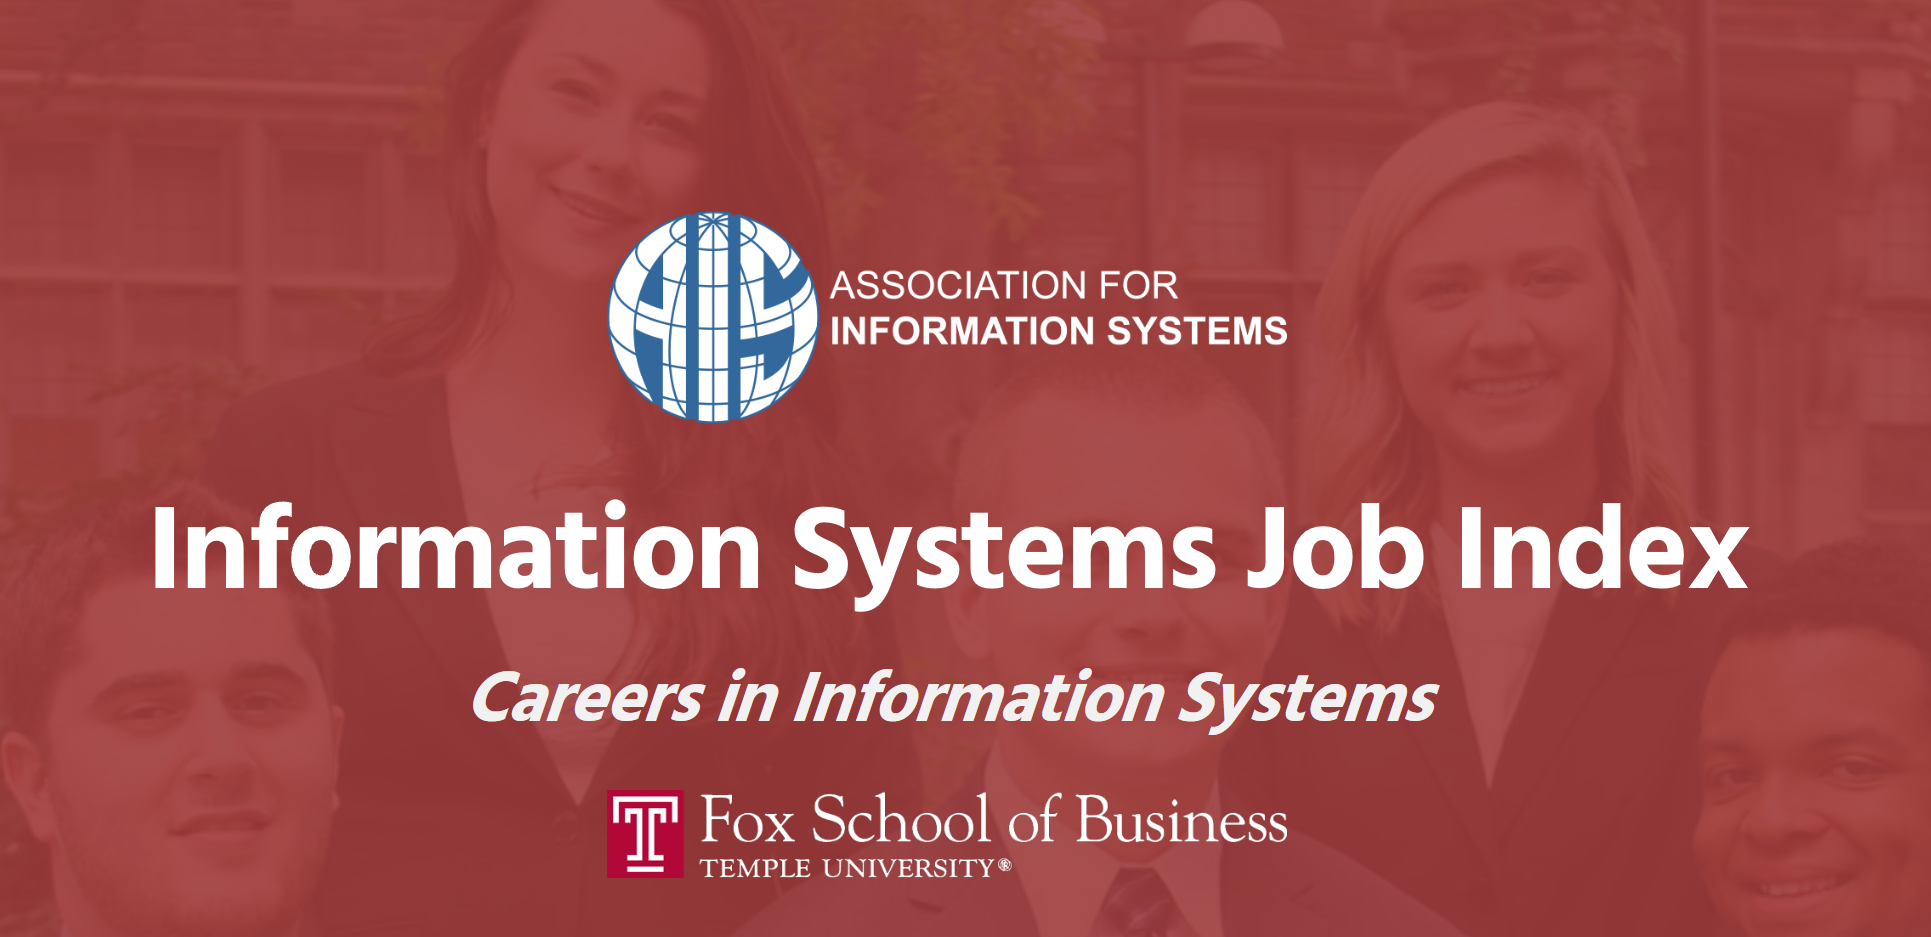 ASSOCIATION FOR
INFORMATION SYSTEMS
Information Systems Job Index
Careers in Information Systems
Fox School of Business
TEMPLE UNIVERSITY®